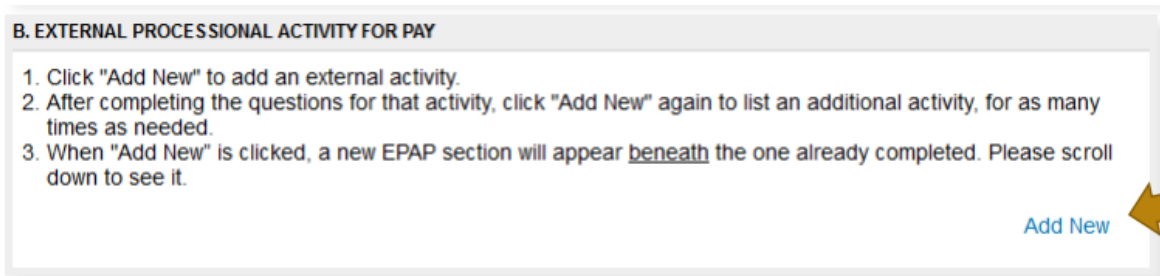 B. EXTERNAL PROCESSIONAL ACTIVITY FOR PAY
1. Click "Add New" to add an external activity.
2. After completing the questions for that activity, click "Add New" again to list an additional activity, for as many
times as needed.
3. When "Add New" is clicked, a new EPAP section will appear beneath the one already completed. Please scroll
down to see it.
Add New